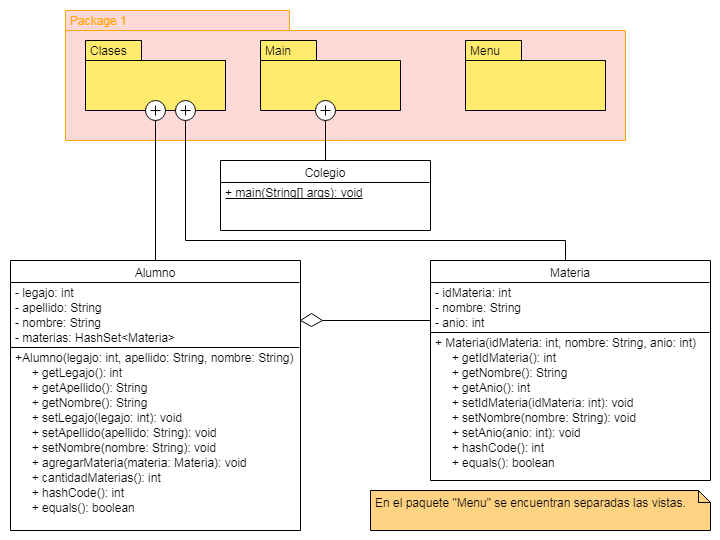 Package 1
Clases
Main
Menu
Colegio
+ main(String[] args): void
Alumno
- legajo: int
- apellido: String
- nombre: String
- materias: HashSet<Materia>
+Alumno(legajo: int, apellido: String, nombre: String)
+ getLegajo(): int
+ getApellido(): String
+ getNombre(): String
+ setLegajo(legajo: int): void
+ setApellido(apellido: String): void
+ setNombre(nombre: String): void
+ agregarMateria(materia: Materia): void
+ cantidadMaterias(): int
+ hashCode(): int
+ equals(): boolean
Materia
- idMateria: int
- nombre: String
- anio: int
+ Materia(idMateria: int, nombre: String, anio: int)
+ getIdMateria(): int
+ getNombre(): String
+ getAnio(): int
+ setIdMateria(idMateria: int): void
+ setNombre(nombre: String): void
+ setAnio(anio: int): void
+ hashCode(): int
+ equals(): boolean
En el paquete "Menu" se encuentran separadas las vistas.